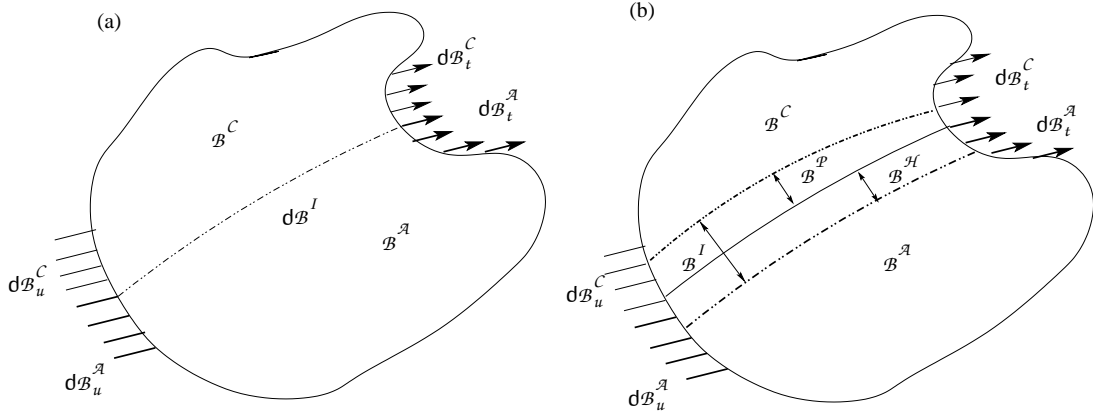 (a)
dℬ_t^𝒞
dℬ_t^𝒜
ℬ^𝒞
dℬ^I
ℬ^𝒜
dℬ_u^𝒞
dℬ_u^𝒜
(b)
dℬ_t^𝒞
dℬ_t^𝒜
ℬ^𝒞
ℬ^𝒫
ℬ^ℋ
ℬ^I
ℬ^𝒜
dℬ_u^𝒞
dℬ_u^𝒜